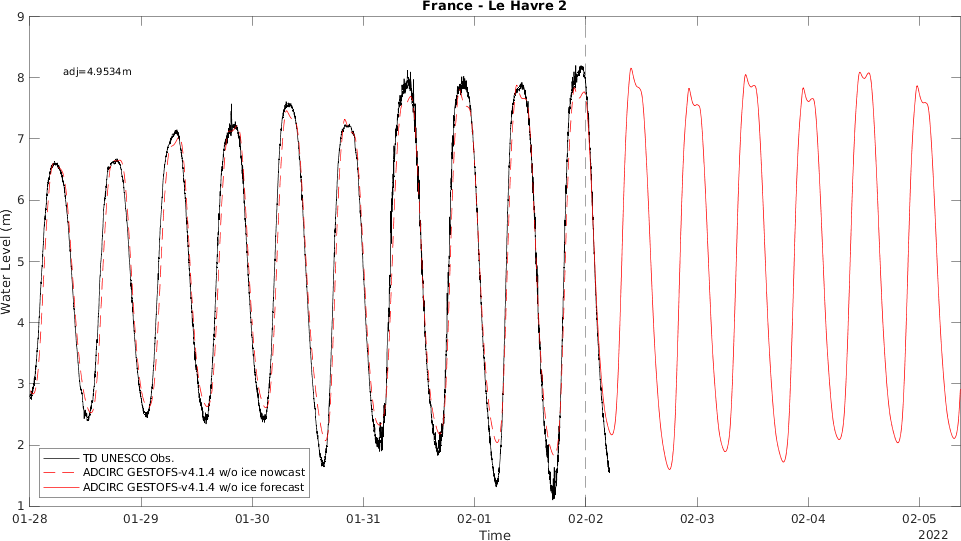 France - Le Havre 2
9
adj=4.9534m
8
7
6
5
4
3
2
1
Water Level (m)
TD UNESCO Obs.
ADCIRC GESTOFS-v4.1.4 w/o ice nowcast
ADCIRC GESTOFS-v4.1.4 w/o ice forecast
01-28 01-29 01-30 01-31 02-01 02-02 02-03 02-04 02-05
Time
2022